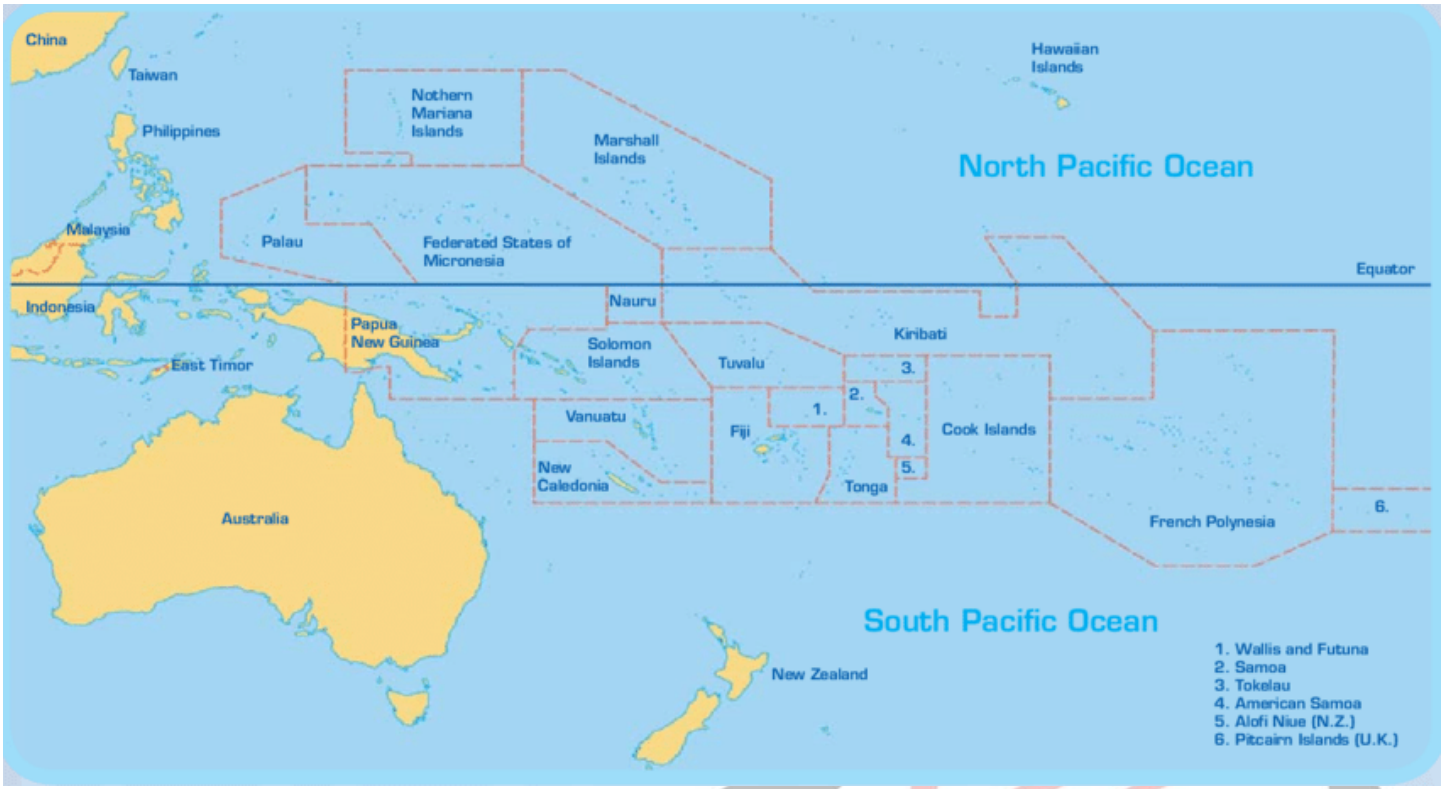 China
Taiwan
Philippines
Malaysia
Indonesia
East Timor
Palau
Nothern
Mariana
Islands
Marshall
Islands
Hawaiian
Islands
North Pacific Ocean
Federated States of
Micronesia
Equator
Nauru
Papua
New Guinea
Solomon
Islands
Kiribati
Tuvalu
3.
2.
1.
Vanuatu
Fiji
4.
Cook Islands
5.
New
Caledonia
Tonga
6.
French Polynesia
Australia
South Pacific Ocean
New Zealand
1. Wallis and Futuna
2. Samoa
3. Tokelau
4. American Samoa
5. Alofi Niue (N.Z.)
6. Pitcairn Islands (U.K.)